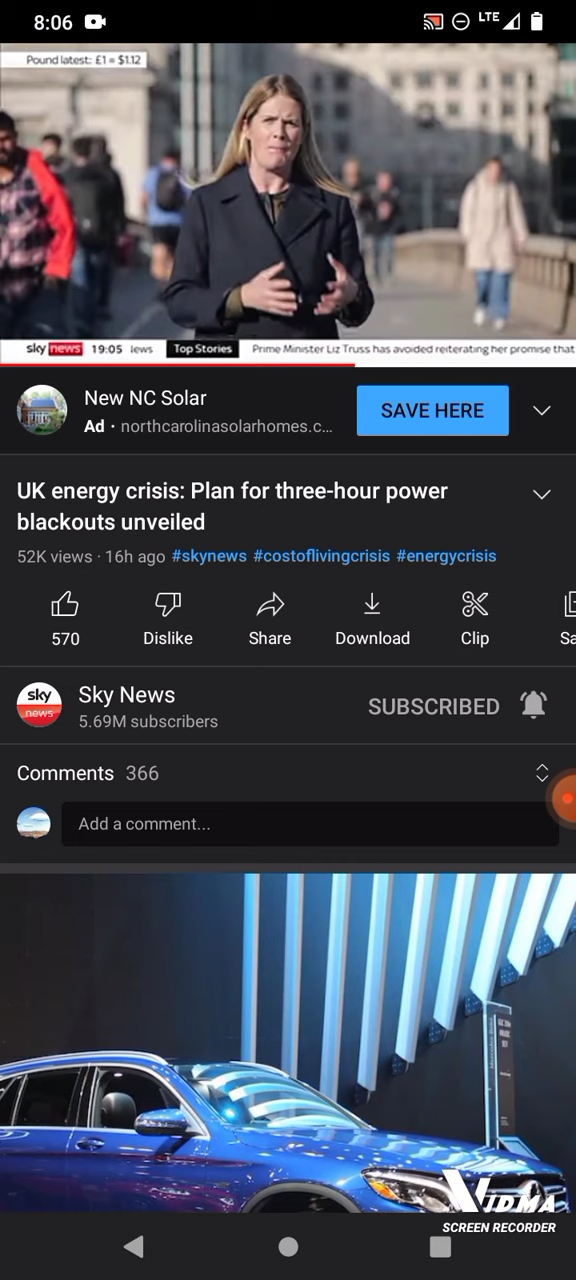 8:06
LTE
Pound latest: £1 = $1.12
sky news 19:05 iews Top Stories Prime Minister Liz Truss has avoided reiterating her promise that
New NC Solar
Ad · northcarolinasolarhomes.c...
SAVE HERE
UK energy crisis: Plan for three-hour power
blackouts unveiled
52K views · 16h ago #skynews #costoflivingcrisis #energycrisis
570 Dislike Share Download Clip Sa
sky
news
Sky News
5.69M subscribers
SUBSCRIBED
Comments 366
Add a comment...
VIDMA
SCREEN RECORDER